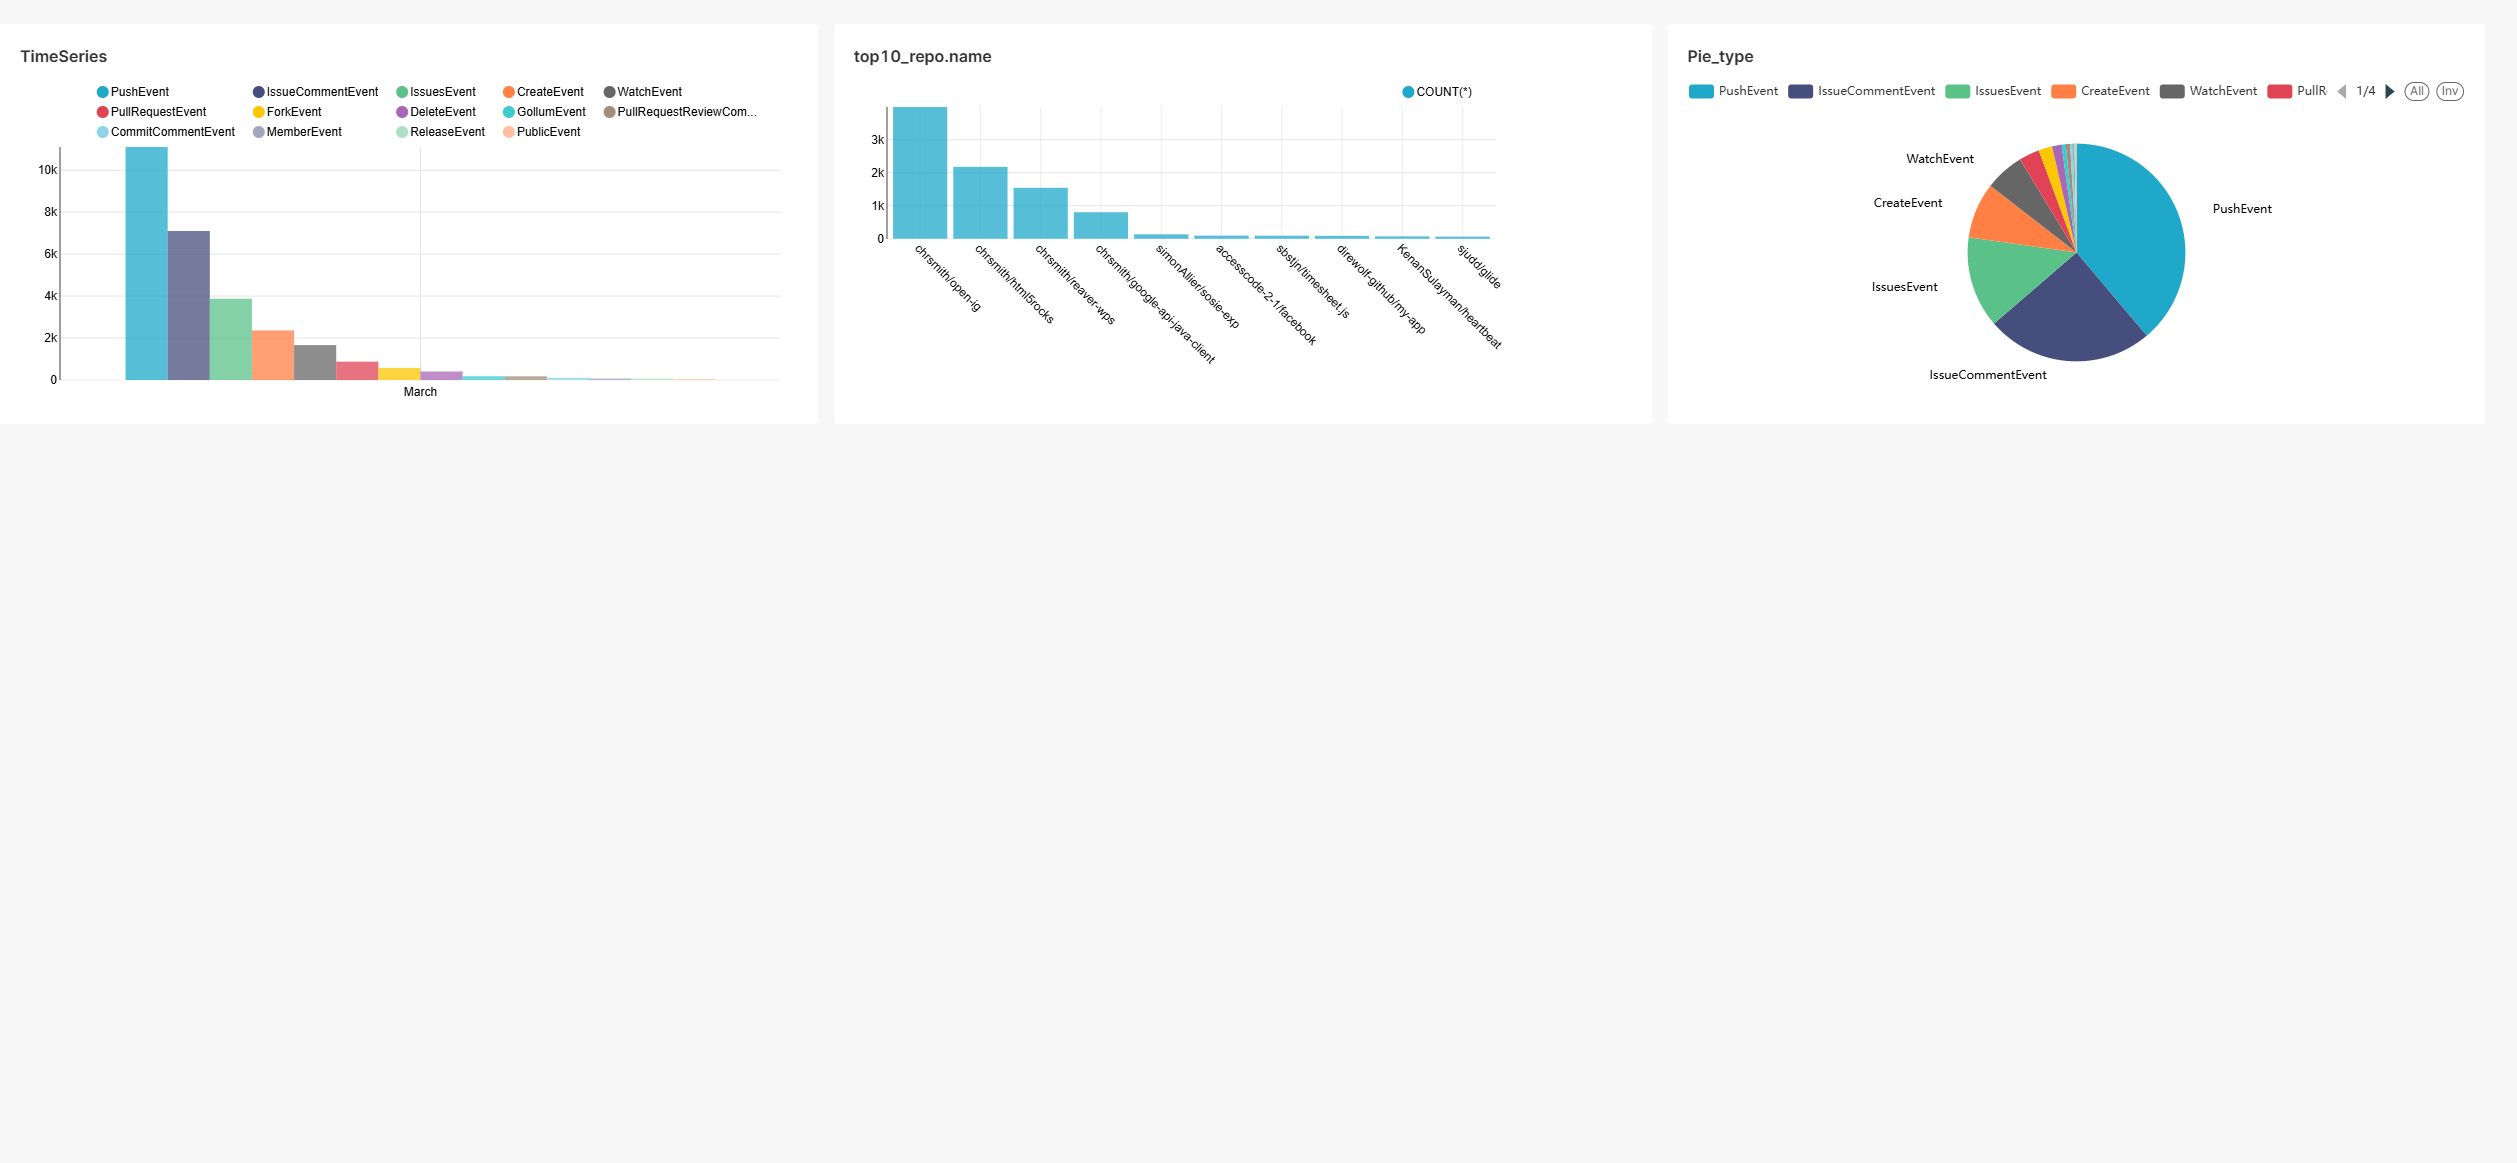 TimeSeries
PushEvent IssueCommentEvent IssuesEvent CreateEvent WatchEvent
PullRequestEvent ForkEvent DeleteEvent GollumEvent PullRequestReviewCom...
CommitCommentEvent MemberEvent ReleaseEvent PublicEvent
10k
8k
6k
4k
2k
0
March
top10_repo.name
COUNT(*)
3k
2k
1k
0
chrsmith/open-ig
chrsmith/html5rocks
chrsmith/reaver-wps
chrsmith/google-api-java-client
simonAllier/sosie-exp
accesscode-2-1/facebook
sbstjn/timesheet.js
direwolf-github/my-app
KenanSulayman/heartbeat
sjudd/glide
Pie_type
PushEvent IssueCommentEvent IssuesEvent CreateEvent WatchEvent PullR 1/4 All Inv
WatchEvent
CreateEvent
PushEvent
IssuesEvent
IssueCommentEvent